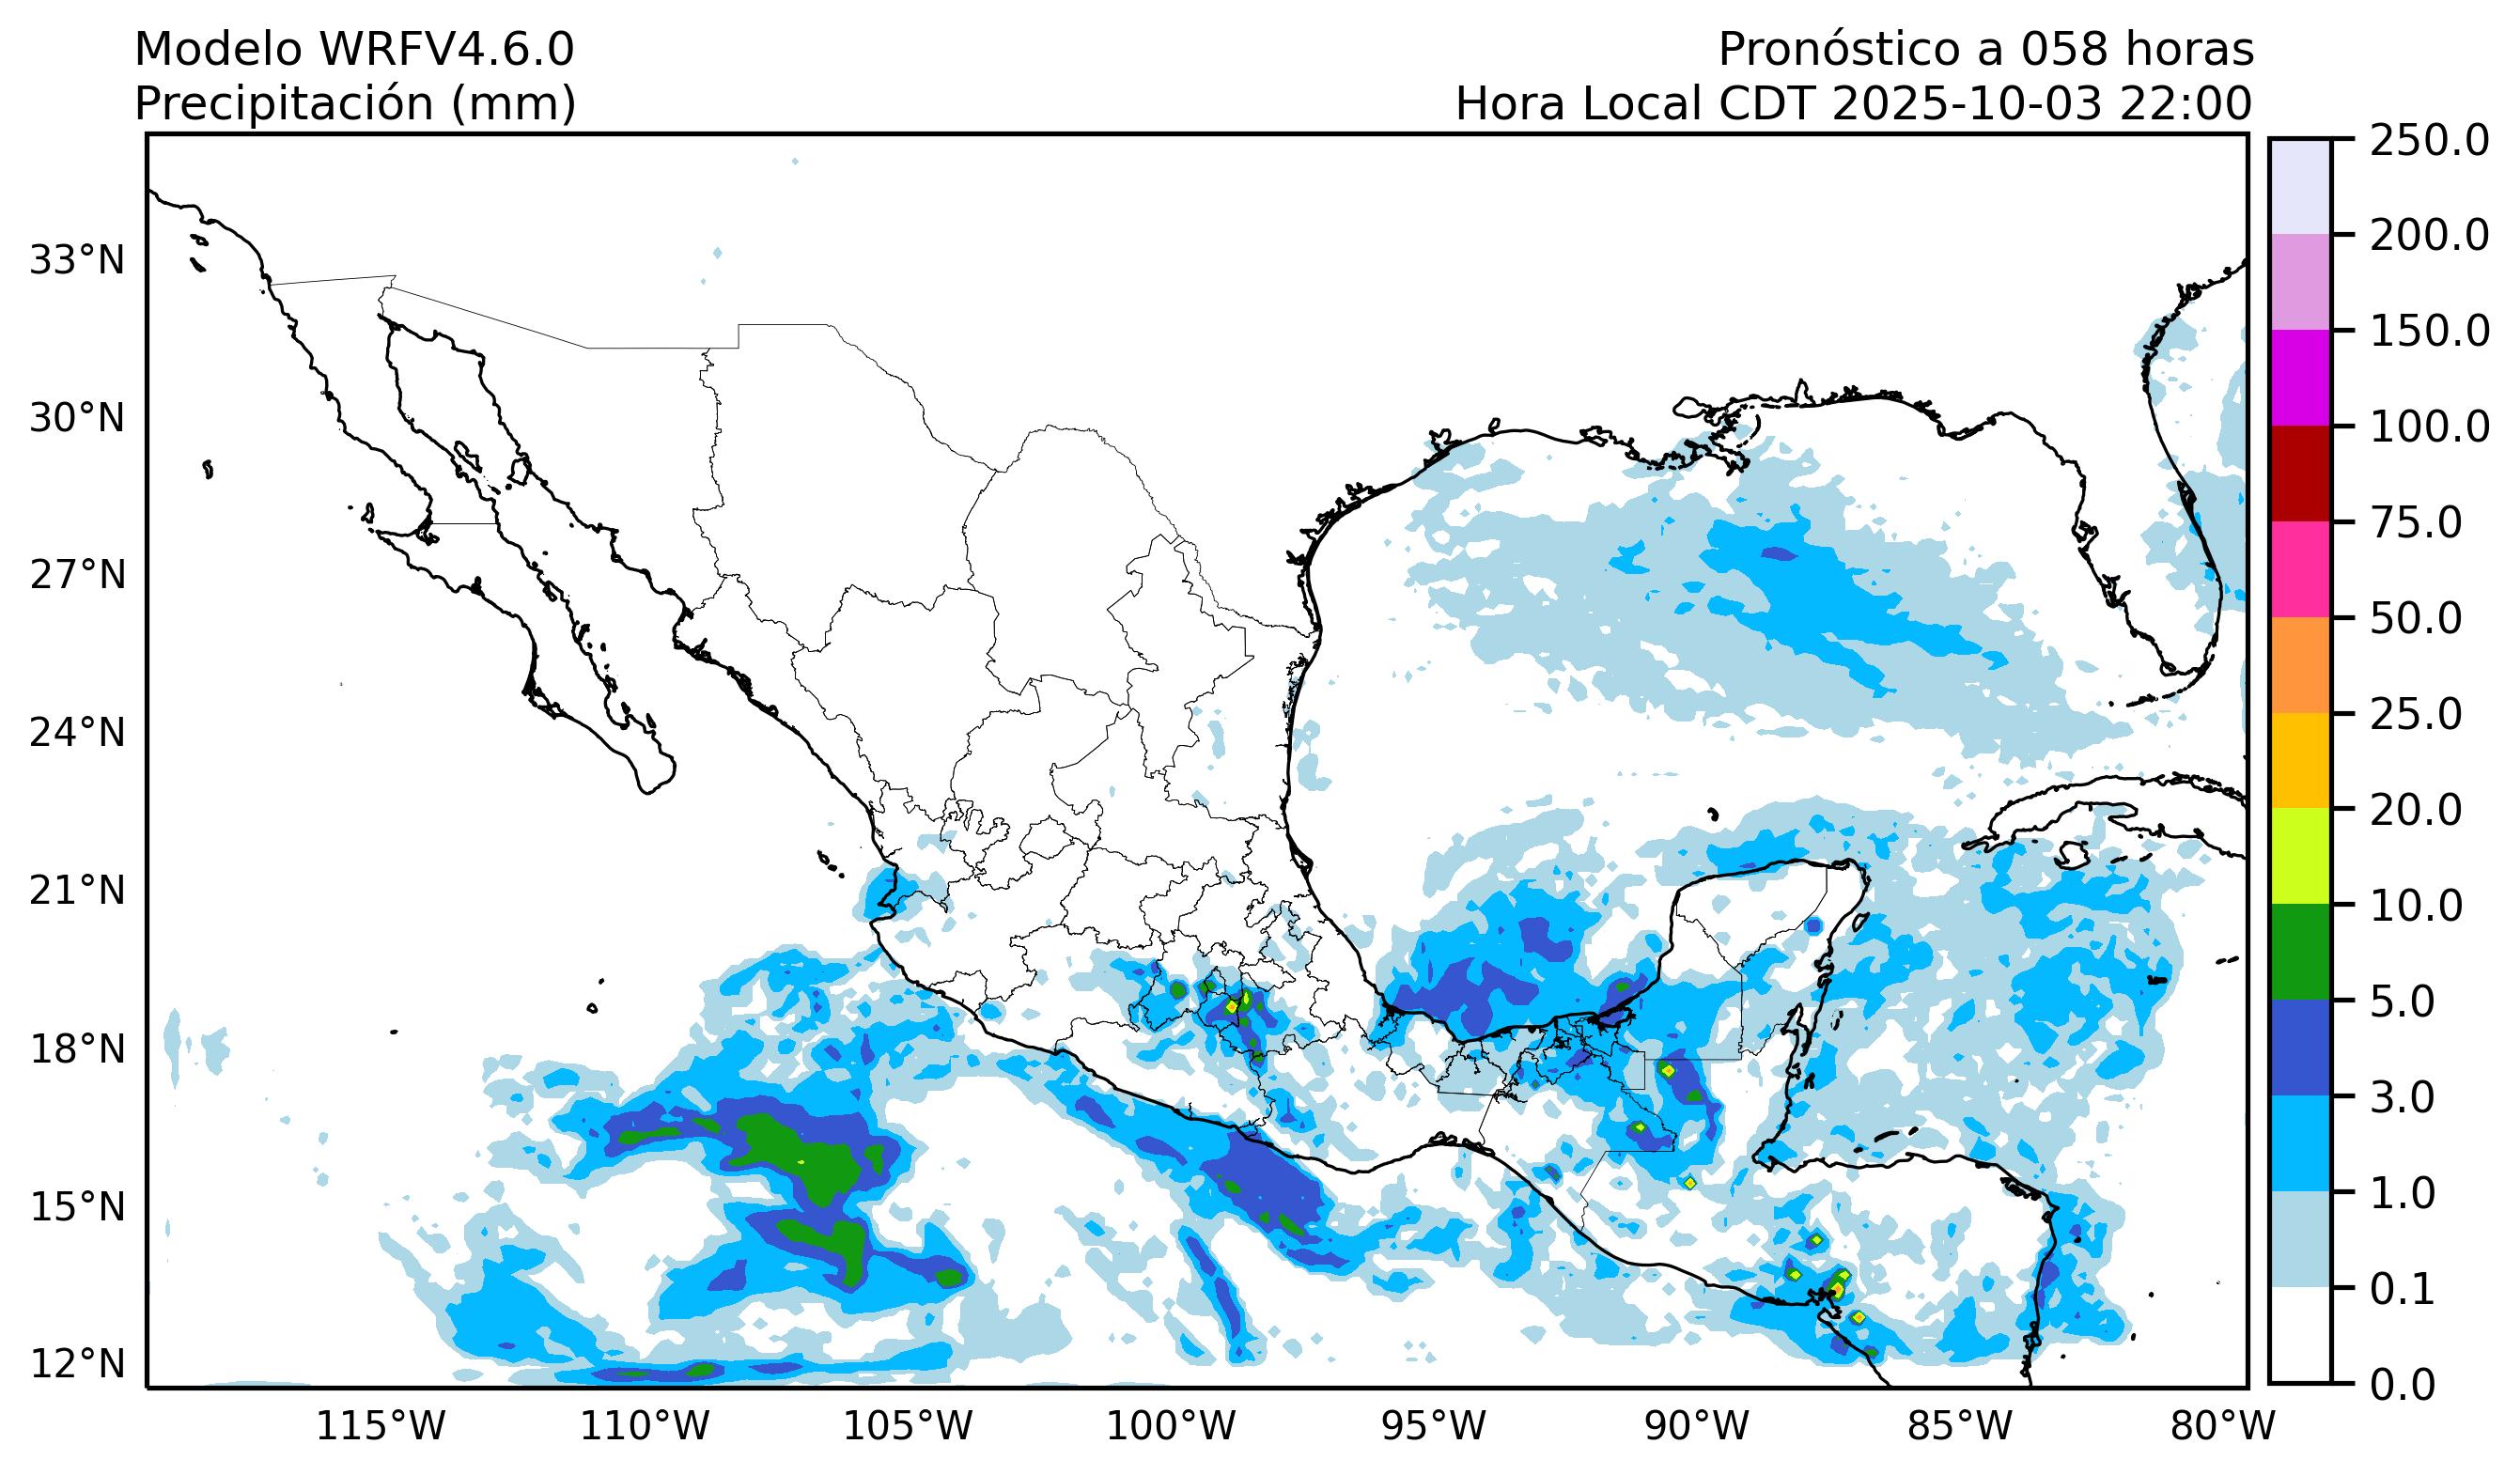 Modelo WRFV4.6.0
Precipitación (mm)
Pronóstico a 058 horas
Hora Local CDT 2025-10-03 22:00
33°N
30°N
27°N
24°N
21°N
18°N
15°N
12°N
115°W
110°W
105°W
100°W
95°W
90°W
85°W
80°W
250.0
200.0
150.0
100.0
75.0
50.0
25.0
20.0
10.0
5.0
3.0
1.0
0.1
0.0